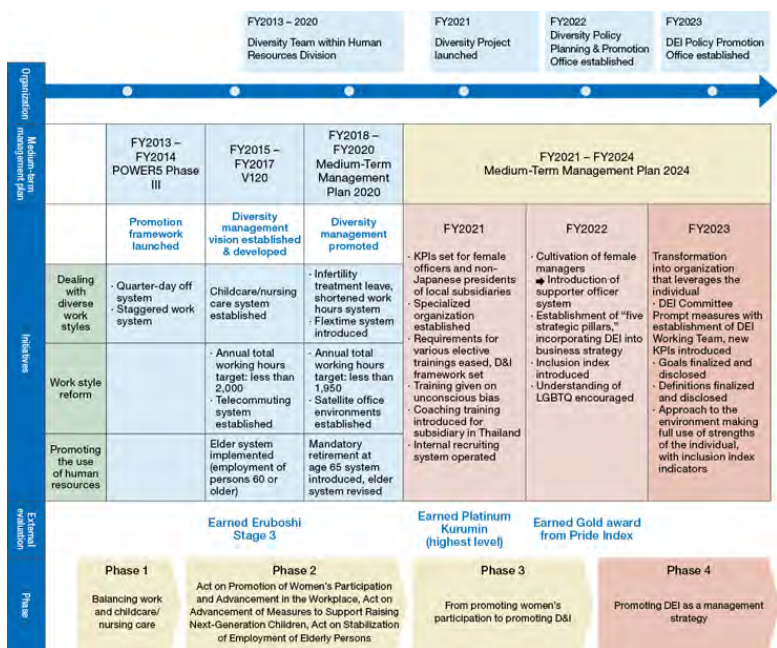 FY2013 – 2020
Diversity Team within Human
Resources Division
FY2021
Diversity Project
launched
FY2022
Diversity Policy
Planning & Promotion
Office established
FY2023
DEI Policy Promotion
Office established
Organization
Medium-term
management plan
FY2013 –
FY2014
POWER5 Phase
III
FY2015 –
FY2017
V120
FY2018 –
FY2020
Medium-Term
Management
Plan 2020
FY2021 – FY2024
Medium-Term Management Plan 2024
Initiatives
Promotion
framework
launched
Diversity
management
vision established
& developed
Diversity
management
promoted
FY2021
FY2022
FY2023
Dealing
with
diverse
work
styles
· Quarter-day off
system
· Staggered work
system
Childcare/nursing
care system
established
· Infertility
treatment leave,
shortened work
hours system
· Flextime system
introduced
Work style
reform
· Annual total
working hours
target: less than
2,000
· Telecommuting
system
established
· Annual total
working hours
target: less than
1,950
· Satellite office
environments
established
Promoting
the use
of human
resources
Elder system
implemented
(employment of
persons 60 or
older)
Mandatory
retirement at
age 65 system
introduced, elder
system revised
· KPIs set for female
officers and non-
Japanese presidents
of local subsidiaries
· Specialized
organization
established
· Requirements for
various elective
trainings eased, D&I
framework set
· Training given on
unconscious bias
· Coaching training
introduced for
subsidiary in Thailand
· Internal recruiting
system operated
· Cultivation of female
managers
➡ Introduction of
supporter officer
system
· Establishment of “five
strategic pillars,”
incorporating DEI into
business strategy
· Inclusion index
introduced
· Understanding of
LGBTQ encouraged
Transformation
into organization
that leverages the
individual
· DEI Committee
Prompt measures with
establishment of DEI
Working Team, new
KPIs introduced
· Goals finalized and
disclosed
· Definitions finalized
and disclosed
· Approach to the
environment making
full use of strengths
of the individual,
with inclusion index
indicators
External
evaluation
Earned Eruboshi
Stage 3
Earned Platinum
Kurumin
(highest level)
Earned Gold award
from Pride Index
Phase
Phase 1
Balancing work
and childcare/
nursing care
Phase 2
Act on Promotion of Women’s Participation
and Advancement in the Workplace, Act on
Advancement of Measures to Support Raising
Next-Generation Children, Act on Stabilization
of Employment of Elderly Persons
Phase 3
From promoting women’s
participation to promoting D&I
Phase 4
Promoting DEI as a management
strategy